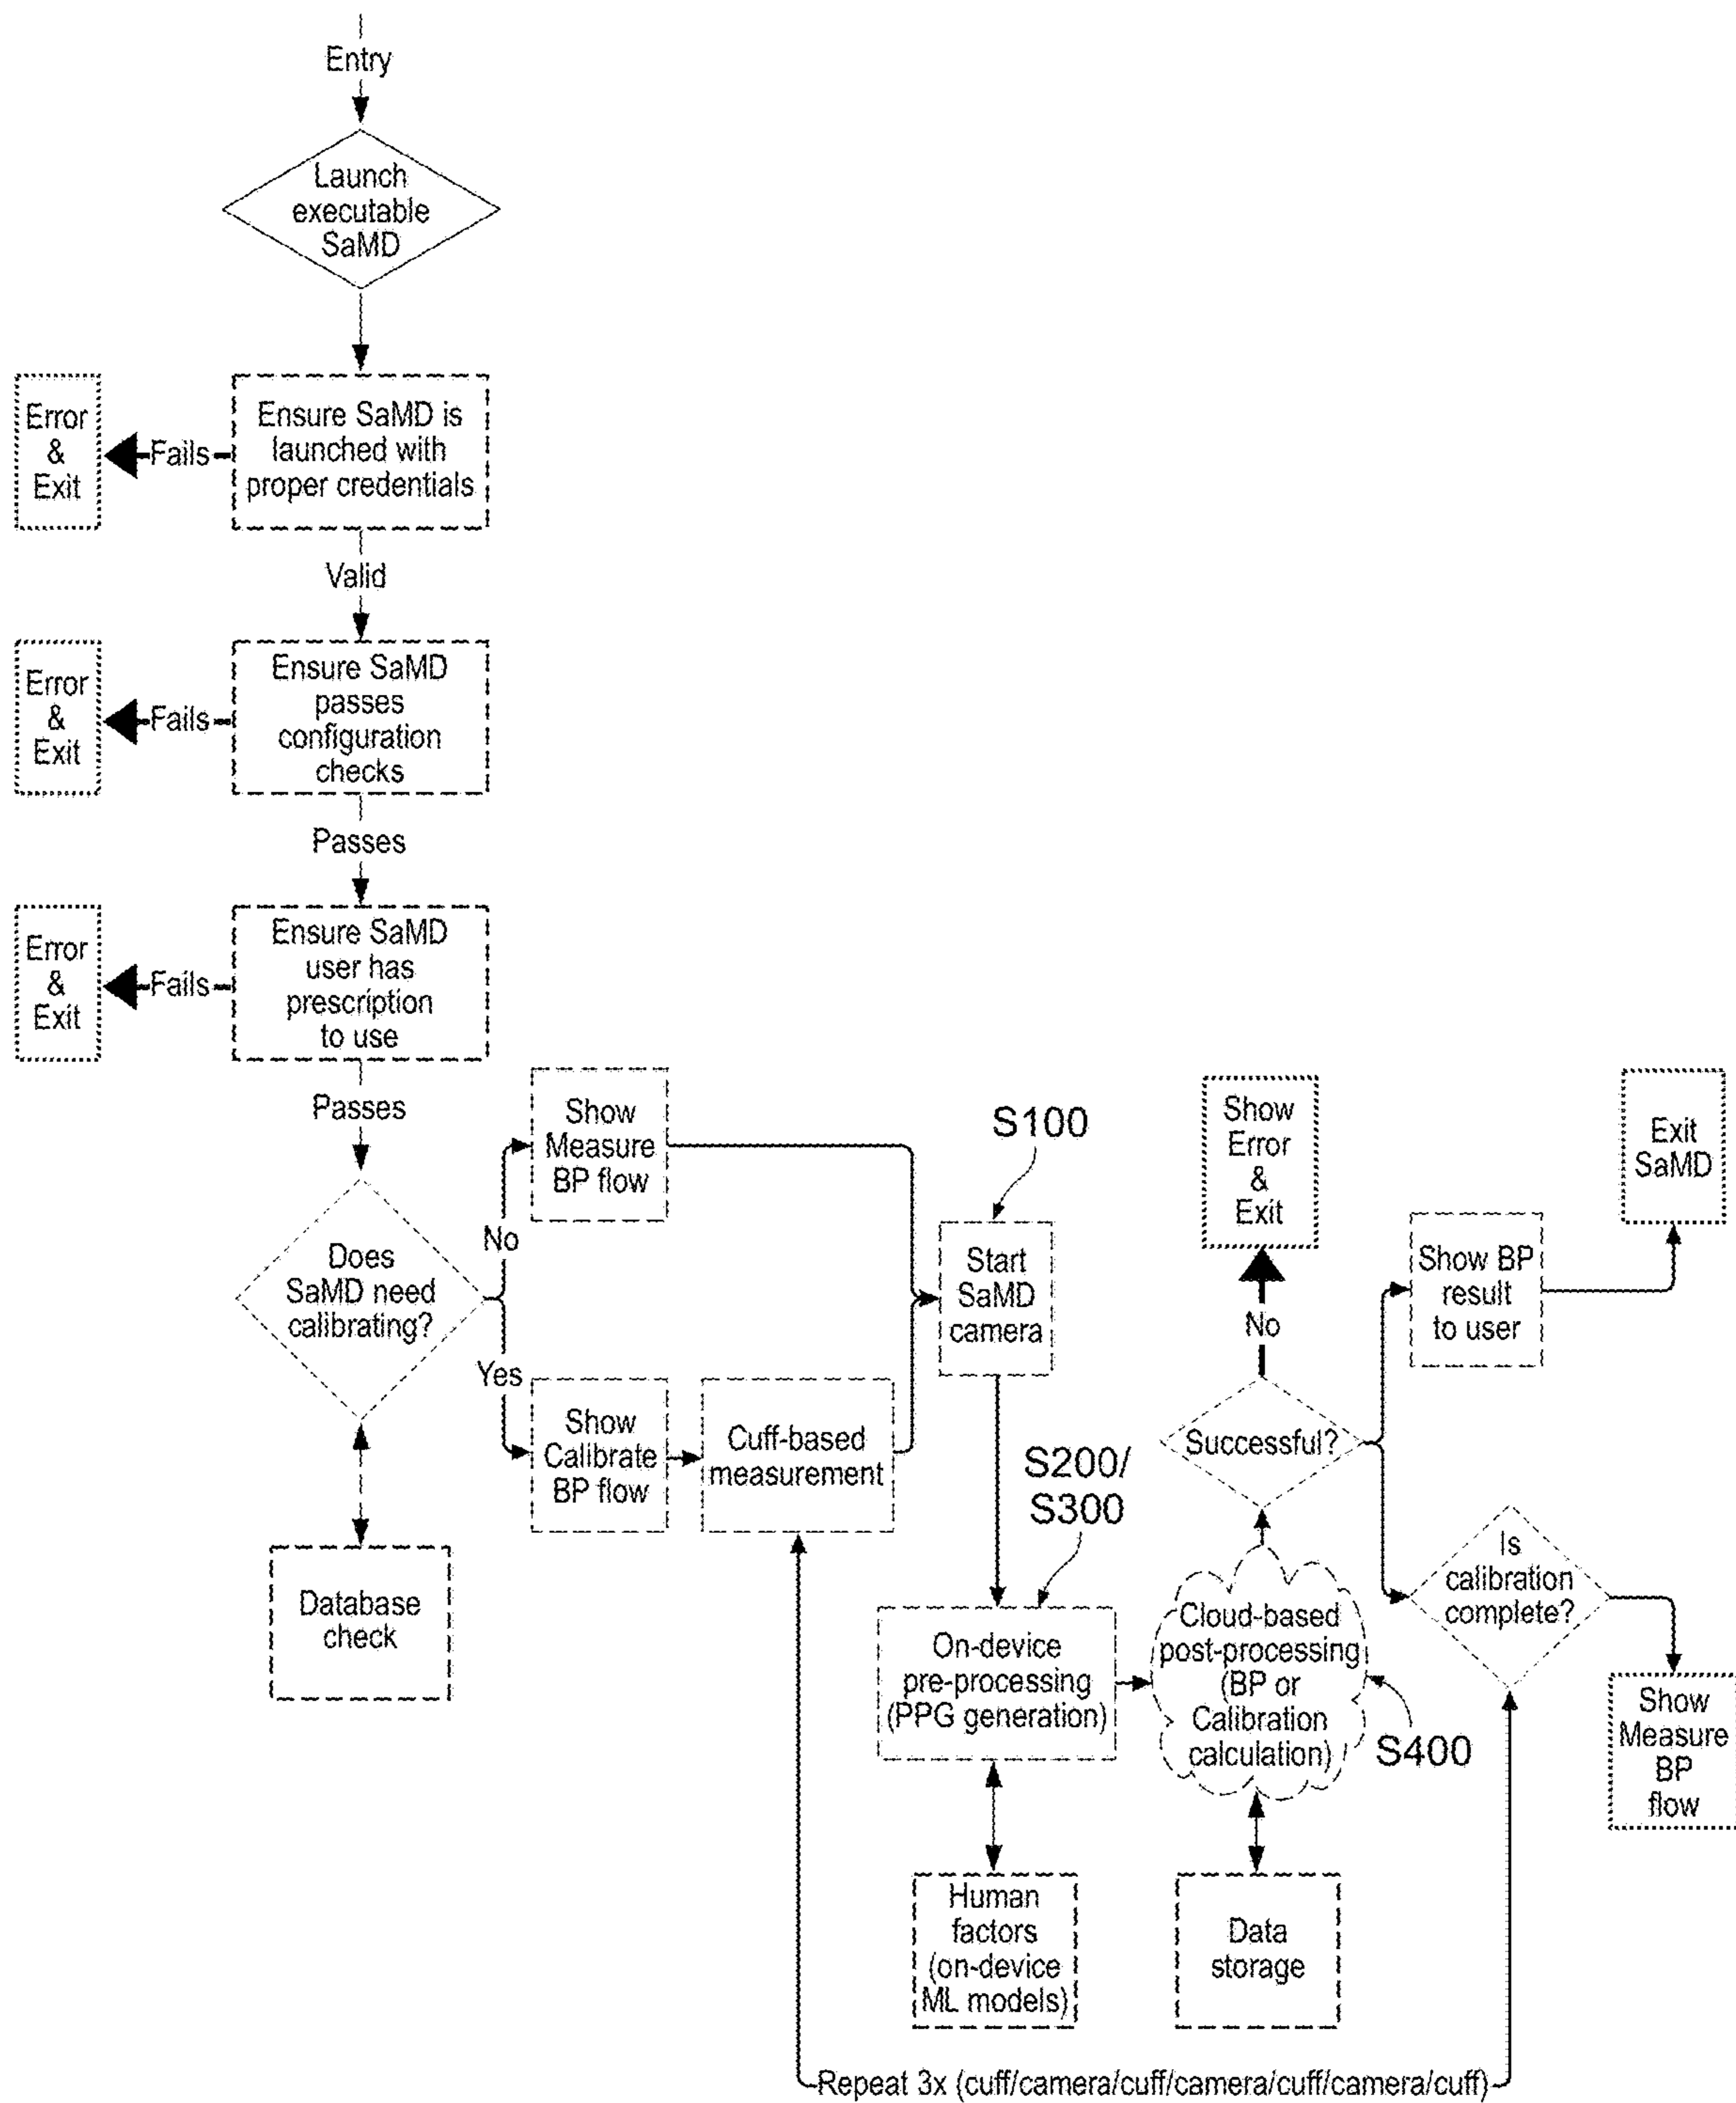 Entry
Launch
executable
SaMD
Error
&
Exit
Fails
Ensure SaMD is
launched with
proper credentials
Valid
Error
&
Exit
Fails
Ensure SaMD
passes
configuration
checks
Passes
Error
&
Exit
Fails
Ensure SaMD
user has
prescription
to use
Passes
Does
SaMD need
calibrating?
Database
check
No
Yes
Show
Measure
BP flow
Show
Calibrate
BP flow
Cuff-based
measurement
S100
Start
SaMD
camera
S200/
S300
On-device
pre-processing
(PPG generation)
Human
factors
(on-device
ML models)
Cloud-based
post-processing
(BP or
Calibration
calculation)
S400
Data
storage
Successful?
No
Show
Error
&
Exit
Show BP
result
to user
Exit
SaMD
Is
calibration
complete?
Show
Measure
BP
flow
Repeat 3x (cuff/camera/cuff/camera/cuff/camera/cuff)